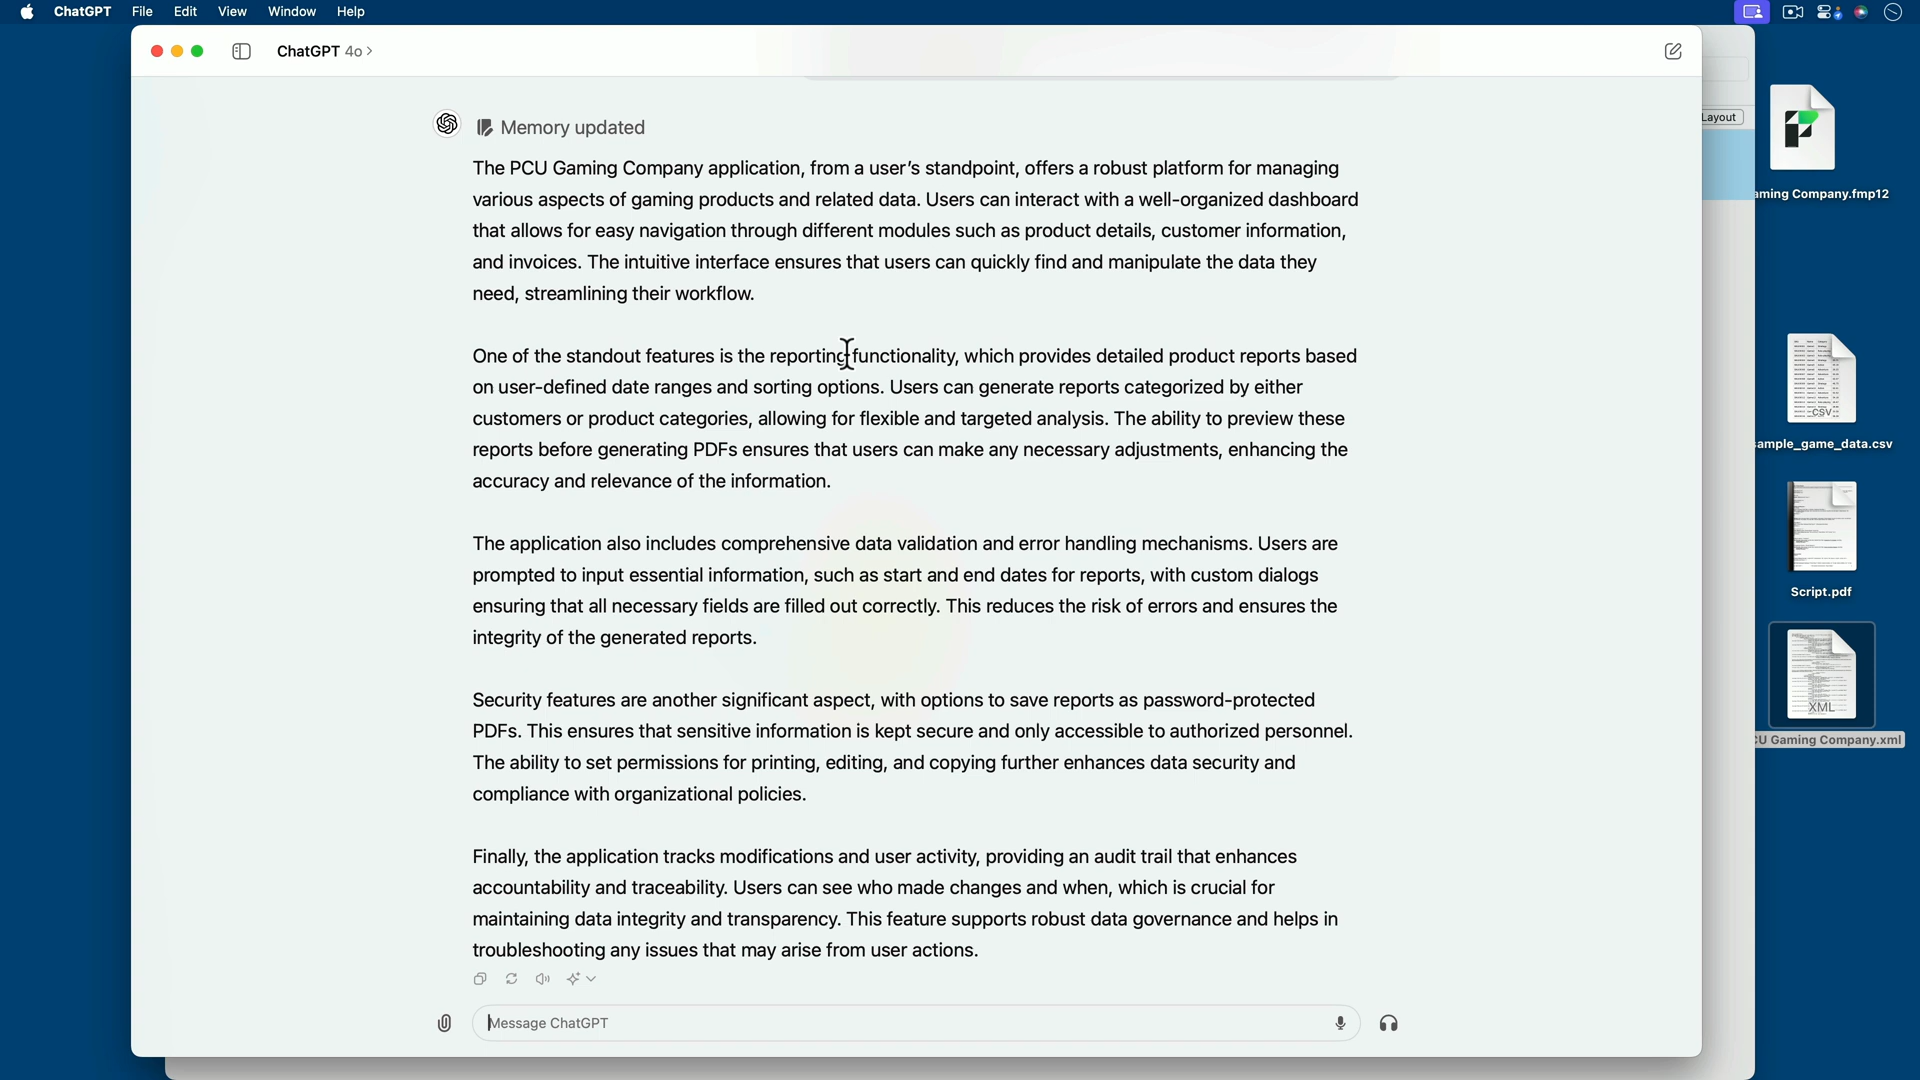 ChatGPT File Edit View Window Help
ChatGPT 4o >
Layout
Memory updated
The PCU Gaming Company application, from a user's standpoint, offers a robust platform for managing
various aspects of gaming products and related data. Users can interact with a well-organized dashboard
that allows for easy navigation through different modules such as product details, customer information,
and invoices. The intuitive interface ensures that users can quickly find and manipulate the data they
need, streamlining their workflow.
One of the standout features is the reporting functionality, which provides detailed product reports based
on user-defined date ranges and sorting options. Users can generate reports categorized by either
customers or product categories, allowing for flexible and targeted analysis. The ability to preview these
reports before generating PDFs ensures that users can make any necessary adjustments, enhancing the
accuracy and relevance of the information.
The application also includes comprehensive data validation and error handling mechanisms. Users are
prompted to input essential information, such as start and end dates for reports, with custom dialogs
ensuring that all necessary fields are filled out correctly. This reduces the risk of errors and ensures the
integrity of the generated reports.
Security features are another significant aspect, with options to save reports as password-protected
PDFs. This ensures that sensitive information is kept secure and only accessible to authorized personnel.
The ability to set permissions for printing, editing, and copying further enhances data security and
compliance with organizational policies.
Finally, the application tracks modifications and user activity, providing an audit trail that enhances
accountability and traceability. Users can see who made changes and when, which is crucial for
maintaining data integrity and transparency. This feature supports robust data governance and helps in
troubleshooting any issues that may arise from user actions.
Message ChatGPT
aming Company.fmp12
CSV
ample_game_data.csv
Script.pdf
XML
CU Gaming Company.xml